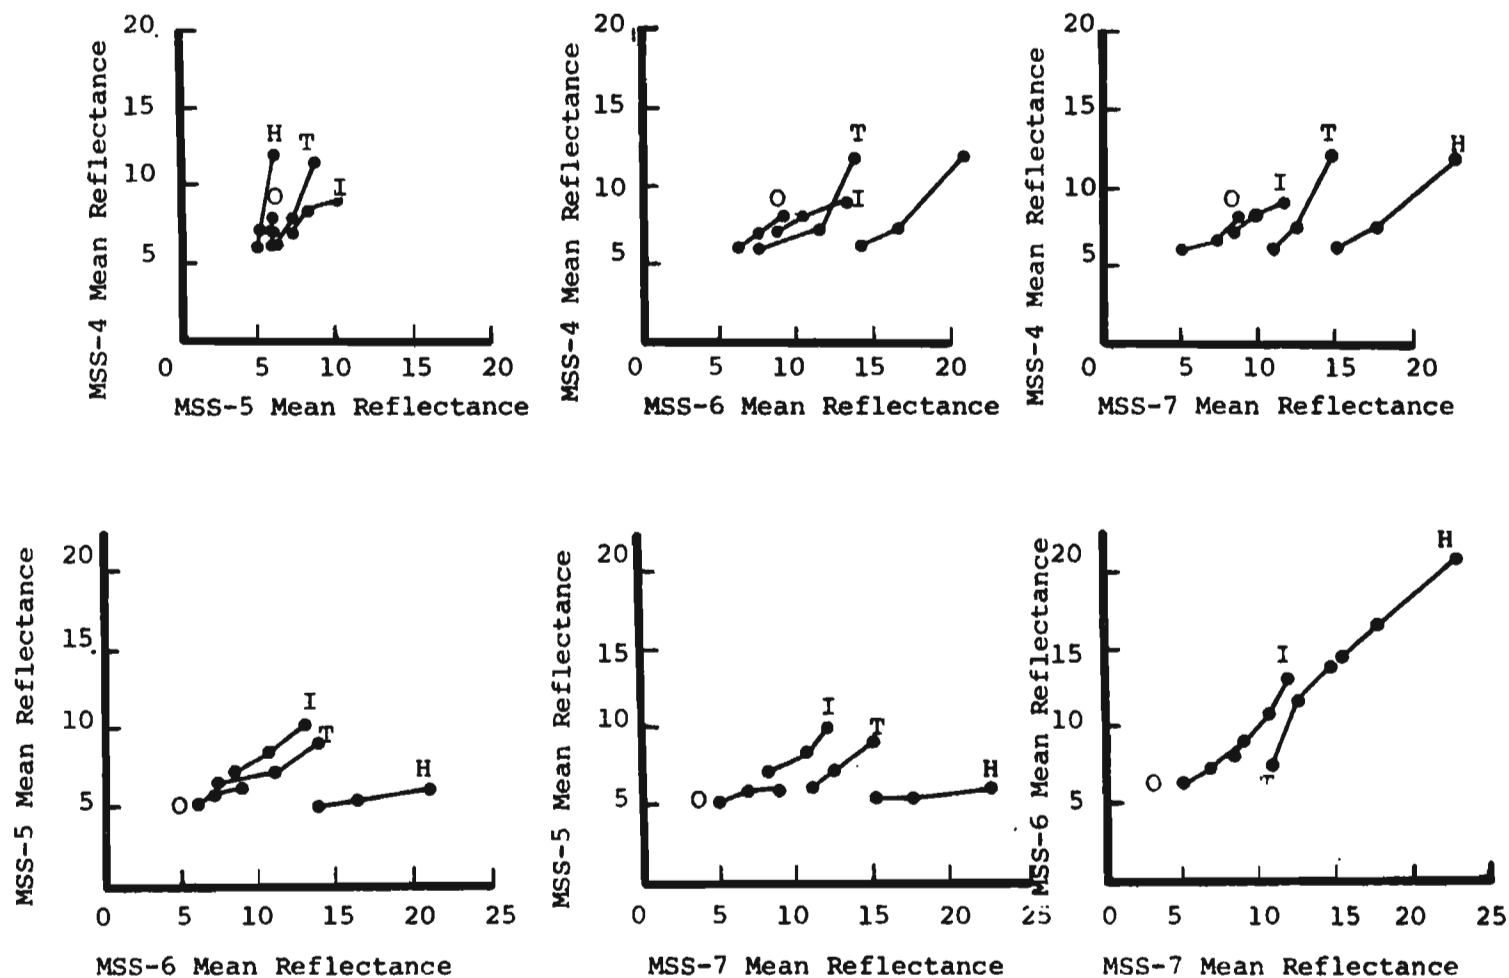 MSS-4 Mean Reflectance
20.
15
10
5
H
T
O
I
0 5 10 15 20
MSS-5 Mean Reflectance
MSS-4 Mean Reflectance
20
15
10
5
T
O
I
0 5 10 15 20
MSS-6 Mean Reflectance
MSS-4 Mean Reflectance
20
15
10
5
T
H
I
O
0 5 10 15 20
MSS-7 Mean Reflectance
MSS-5 Mean Reflectance
20
15
10
5
I
T
H
O
0 5 10 15 20 25
MSS-6 Mean Reflectance
MSS-5 Mean Reflectance
20
15
10
5
I
T
H
O
0 5 10 15 20 25
MSS-7 Mean Reflectance
MSS-6 Mean Reflectance
20
15
10
5
H
I
O
0 5 10 15 20 25
MSS-7 Mean Reflectance